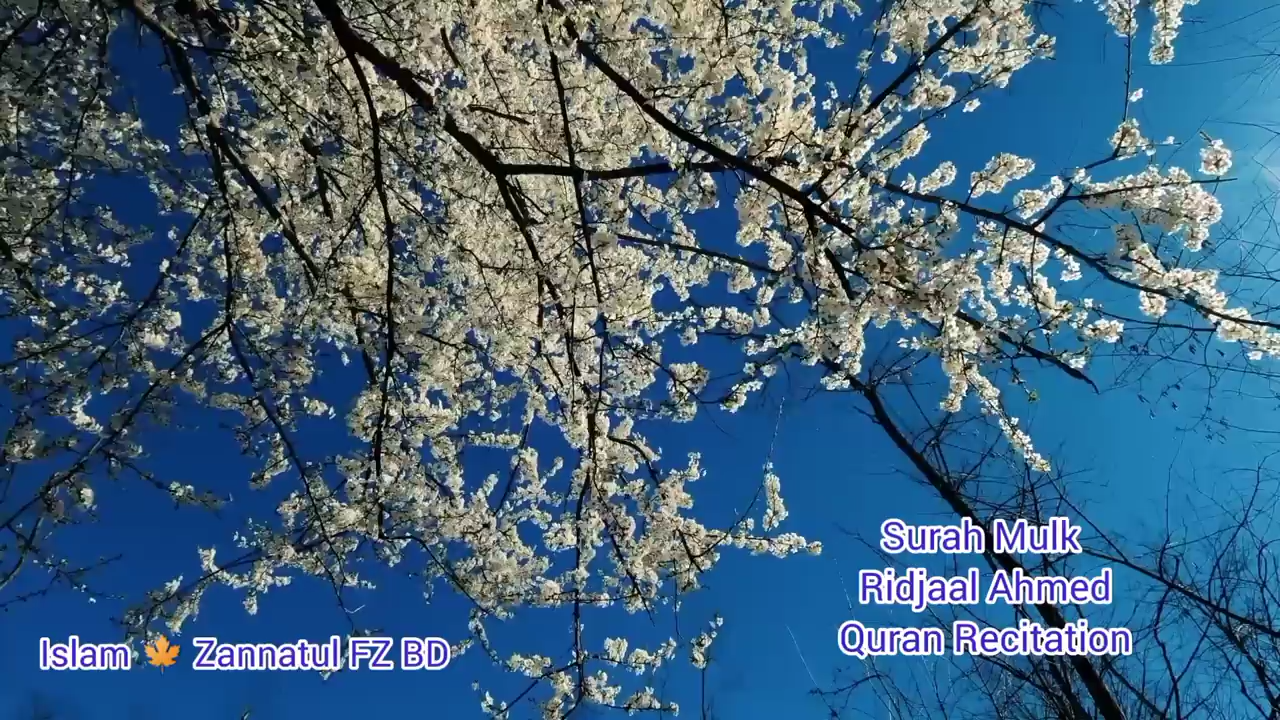 Surah Mulk
Ridjaal Ahmed
Quran Recitation
Islam 🍁 Zannatul FZ BD